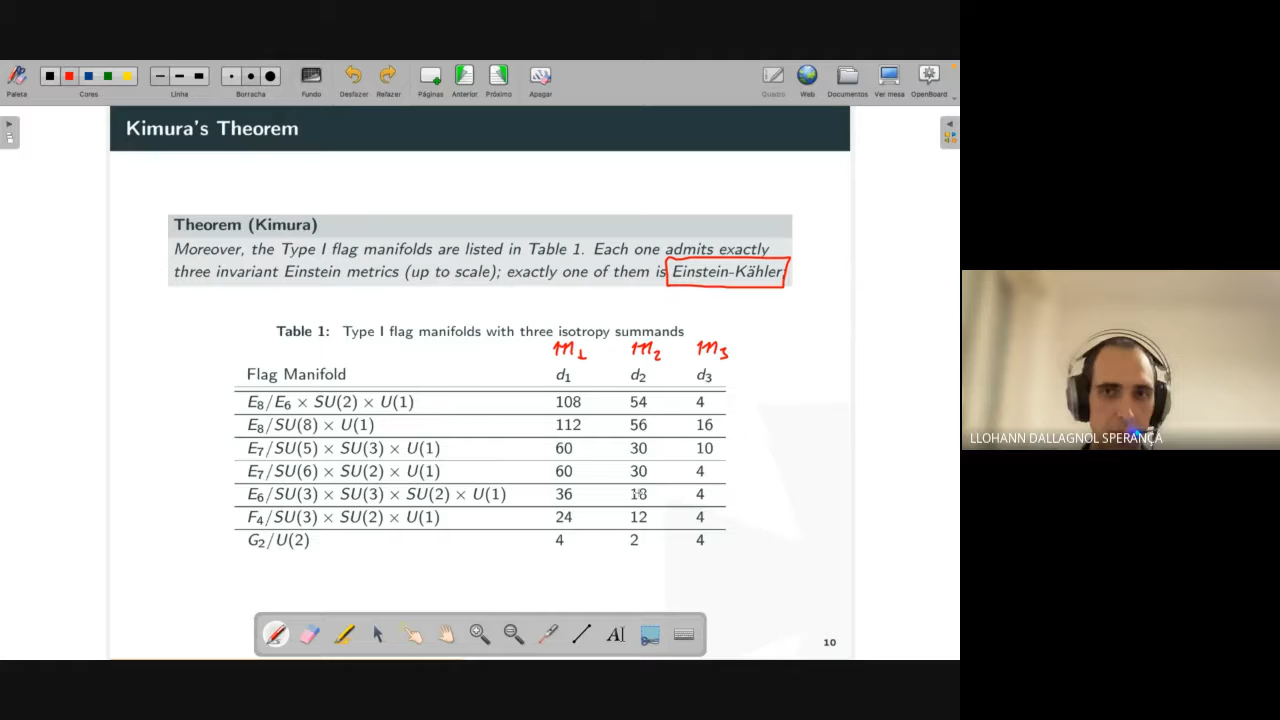 Paleta
Cores
Linha
Borracha
Fundo
Desfazer
Refazer
Páginas
Anterior
Próximo
Apagar
Quadro
Web
Documentos
Ver mesa
OpenBoard
Kimura's Theorem
Theorem (Kimura)
Moreover, the Type I flag manifolds are listed in Table 1. Each one admits exactly
three invariant Einstein metrics (up to scale); exactly one of them is Einstein-Kähler.
Table 1: Type I flag manifolds with three isotropy summands
m₁ m₂ m₃
Flag Manifold d₁ d₂ d₃
E₈/E₆ × SU(2) × U(1) 108 54 4
E₈/SU(8) × U(1) 112 56 16
E₇/SU(5) × SU(3) × U(1) 60 30 10
E₇/SU(6) × SU(2) × U(1) 60 30 4
E₆/SU(3) × SU(3) × SU(2) × U(1) 36 18 4
F₄/SU(3) × SU(2) × U(1) 24 12 4
G₂/U(2) 4 2 4
AI
10
LLOHANN DALLAGNOL SPERANÇA